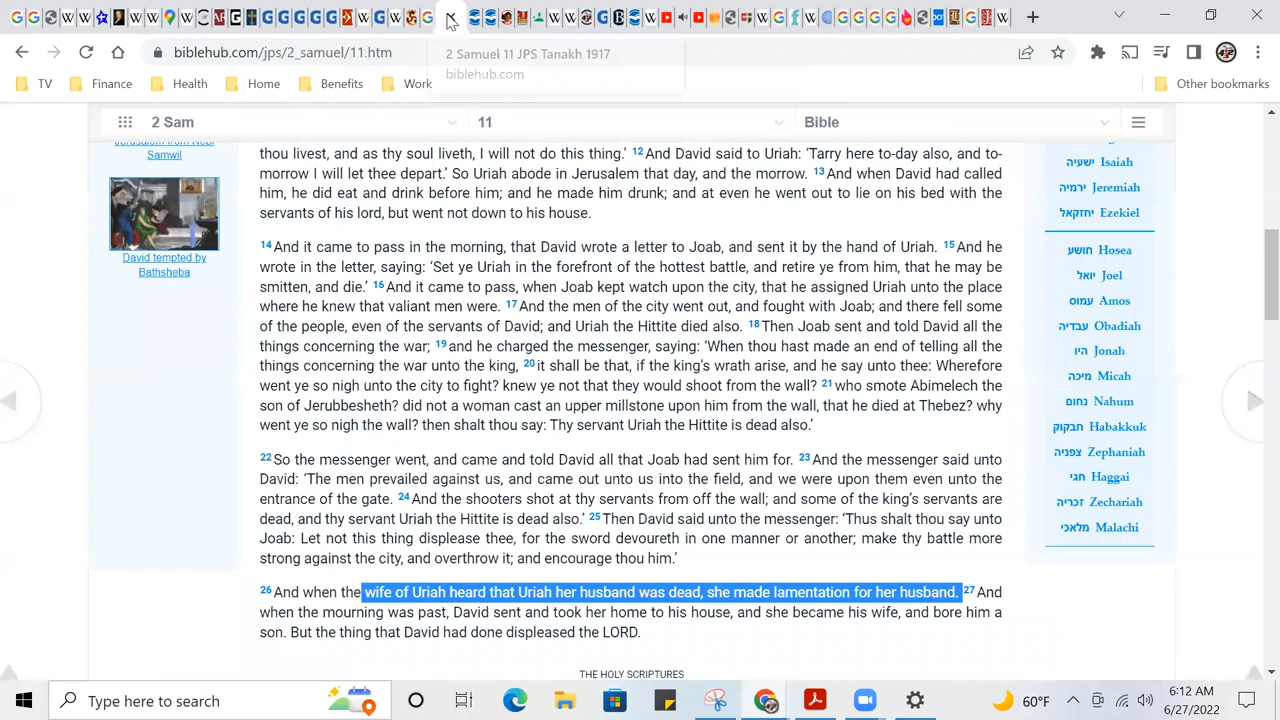 biblehub.com/jps/2_samuel/11.htm
2 Samuel 11 JPS Tanakh 1917
biblehub.com
TV
Finance
Health
Home
Benefits
Work
Other bookmarks
2 Sam
11
Bible
Jerusalem from Nebi
Samwil
David tempted by
Bathsheba
thou livest, and as thy soul liveth, I will not do this thing.’ 12 And David said to Uriah: ‘Tarry here to-day also, and to-
morrow I will let thee depart.’ So Uriah abode in Jerusalem that day, and the morrow. 13 And when David had called
him, he did eat and drink before him; and he made him drunk; and at even he went out to lie on his bed with the
servants of his lord, but went not down to his house.
14 And it came to pass in the morning, that David wrote a letter to Joab, and sent it by the hand of Uriah. 15 And he
wrote in the letter, saying: ‘Set ye Uriah in the forefront of the hottest battle, and retire ye from him, that he may be
smitten, and die.’ 16 And it came to pass, when Joab kept watch upon the city, that he assigned Uriah unto the place
where he knew that valiant men were. 17 And the men of the city went out, and fought with Joab; and there fell some
of the people, even of the servants of David; and Uriah the Hittite died also. 18 Then Joab sent and told David all the
things concerning the war; 19 and he charged the messenger, saying: ‘When thou hast made an end of telling all the
things concerning the war unto the king, 20 it shall be that, if the king’s wrath arise, and he say unto thee: Wherefore
went ye so nigh unto the city to fight? knew ye not that they would shoot from the wall? 21 who smote Abimelech the
son of Jerubbesheth? did not a woman cast an upper millstone upon him from the wall, that he died at Thebez? why
went ye so nigh the wall? then shalt thou say: Thy servant Uriah the Hittite is dead also.’
22 So the messenger went, and came and told David all that Joab had sent him for. 23 And the messenger said unto
David: ‘The men prevailed against us, and came out unto us into the field, and we were upon them even unto the
entrance of the gate. 24 And the shooters shot at thy servants from off the wall; and some of the king’s servants are
dead, and thy servant Uriah the Hittite is dead also.’ 25 Then David said unto the messenger: ‘Thus shalt thou say unto
Joab: Let not this thing displease thee, for the sword devoureth in one manner or another; make thy battle more
strong against the city, and overthrow it; and encourage thou him.’
26 And when the wife of Uriah heard that Uriah her husband was dead, she made lamentation for her husband. 27 And
when the mourning was past, David sent and took her home to his house, and she became his wife, and bore him a
son. But the thing that David had done displeased the LORD.
THE HOLY SCRIPTURES
ישעיה Isaiah
ירמיה Jeremiah
יחזקאל Ezekiel
הושע Hosea
יואל Joel
עמוס Amos
עבדיה Obadiah
היו Jonah
מיכה Micah
נחום Nahum
חבקוק Habakkuk
צפניה Zephaniah
חגי Haggai
זכריה Zechariah
מלאכי Malachi
Type here to search
60°F
6:12 AM
6/27/2022